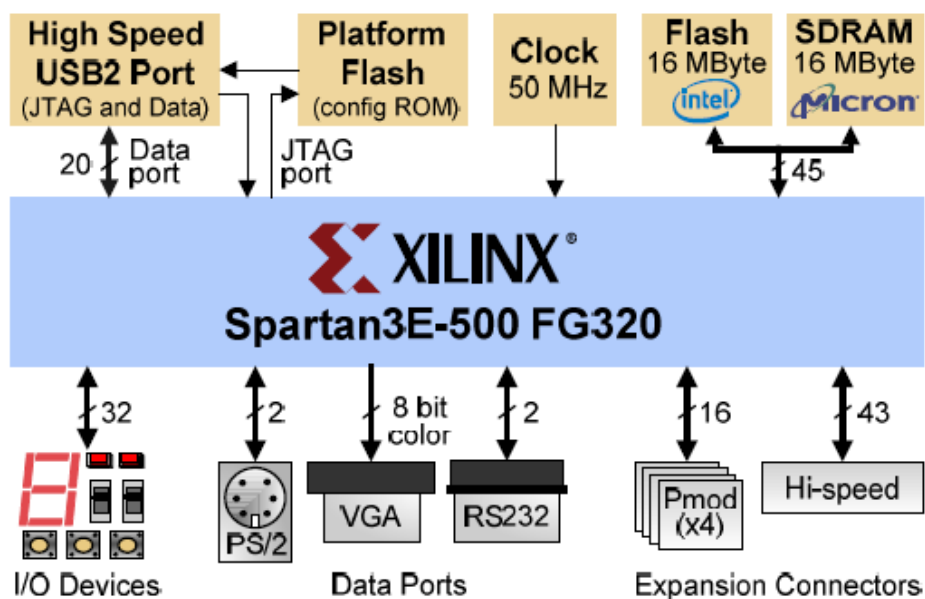 High Speed
USB2 Port
(JTAG and Data)
Platform
Flash
(config ROM)
Clock
50 MHz
Flash
16 MByte
intel
SDRAM
16 MByte
Micron
20
Data
port
JTAG
port
45
XILINX®
Spartan3E-500 FG320
32
2
8 bit
color
2
16
43
PS/2
VGA
RS232
Pmod
(x4)
Hi-speed
I/O Devices
Data Ports
Expansion Connectors